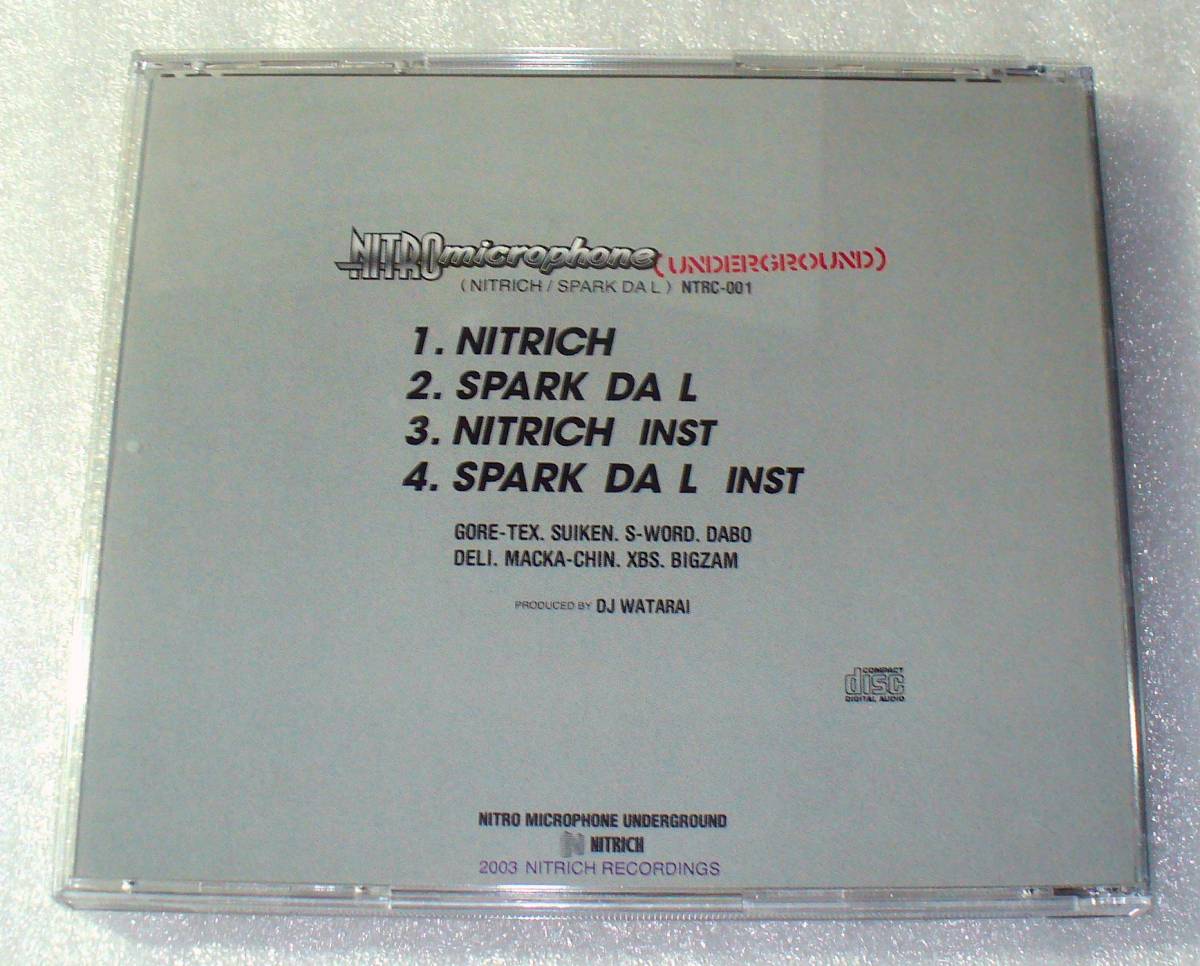 NITRO microphone (UNDERGROUND)
(NITRICH / SPARK DA L) NTRC-001
1. NITRICH
2. SPARK DA L
3. NITRICH INST
4. SPARK DA L INST
GORE-TEX. SUIKEN. S-WORD. DABO
DELI. MACKA-CHIN. XBS. BIGZAM
PRODUCED BY DJ WATARAI
COMPACT
disc
DIGITAL AUDIO
NITRO MICROPHONE UNDERGROUND
N NITRICH
2003 NITRICH RECORDINGS